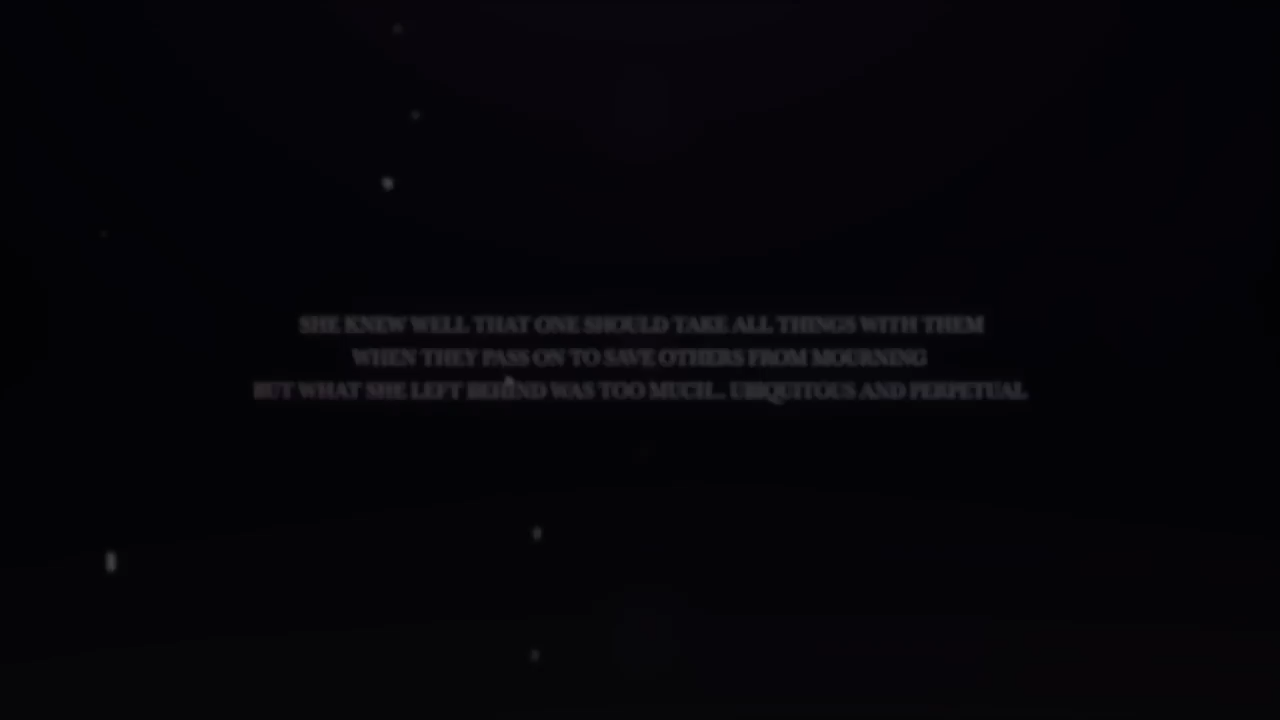 SHE KNEW WELL THAT ONE SHOULD TAKE ALL THINGS WITH THEM
WHEN THEY PASS ON TO SAVE OTHERS FROM MOURNING
BUT WHAT SHE LEFT BEHIND WAS TOO MUCH... UBIQUITOUS AND PERPETUAL